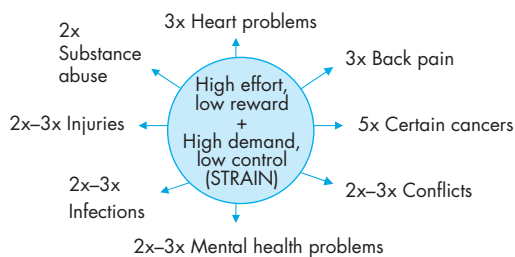 3x Heart problems
2x
Substance
abuse
3x Back pain
High effort,
low reward
+
High demand,
low control
(STRAIN)
2x–3x Injuries
5x Certain cancers
2x–3x
Infections
2x–3x Conflicts
2x–3x Mental health problems